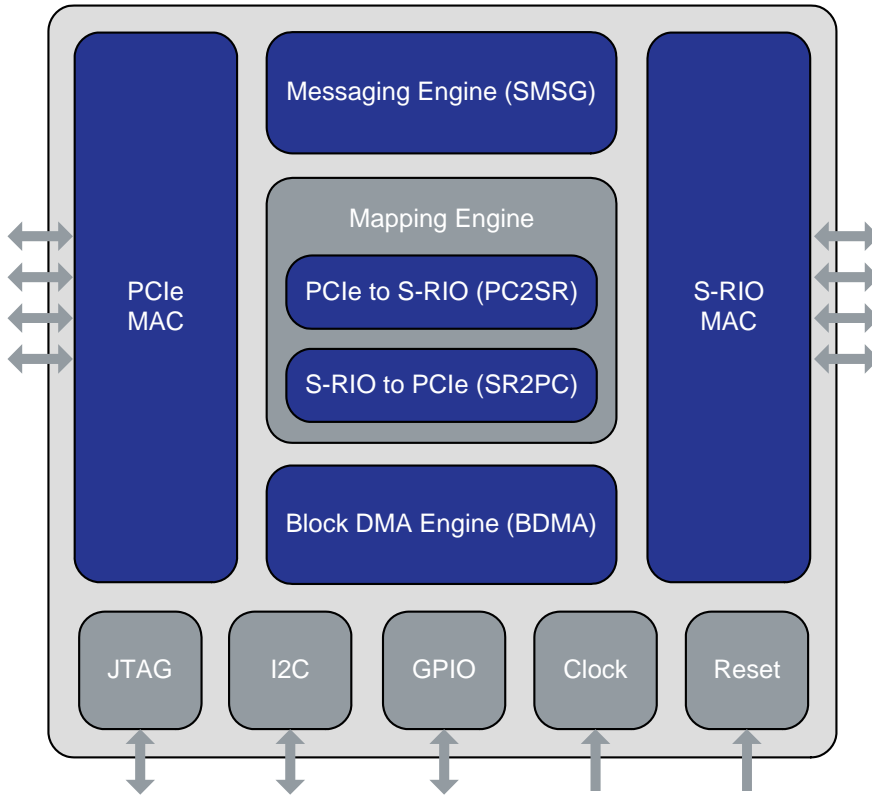 Messaging Engine (SMSG)
Mapping Engine
PCIe to S-RIO (PC2SR)
S-RIO to PCIe (SR2PC)
Block DMA Engine (BDMA)
PCIe
MAC
S-RIO
MAC
JTAG
I2C
GPIO
Clock
Reset